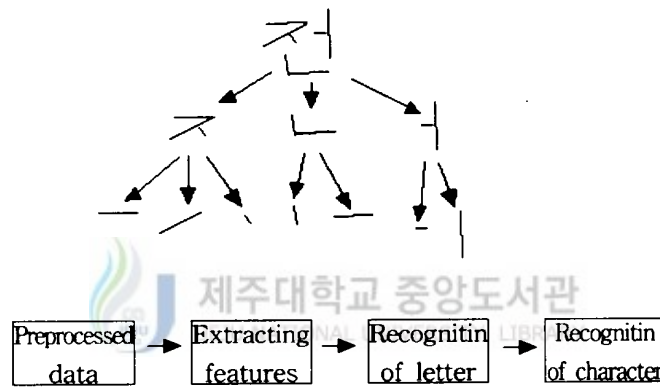 전
ㅈ ㄴ ㅓ
제주대학교 중앙도서관
Preprocessed data
Extracting features
Recognitin of letter
Recognitin of character